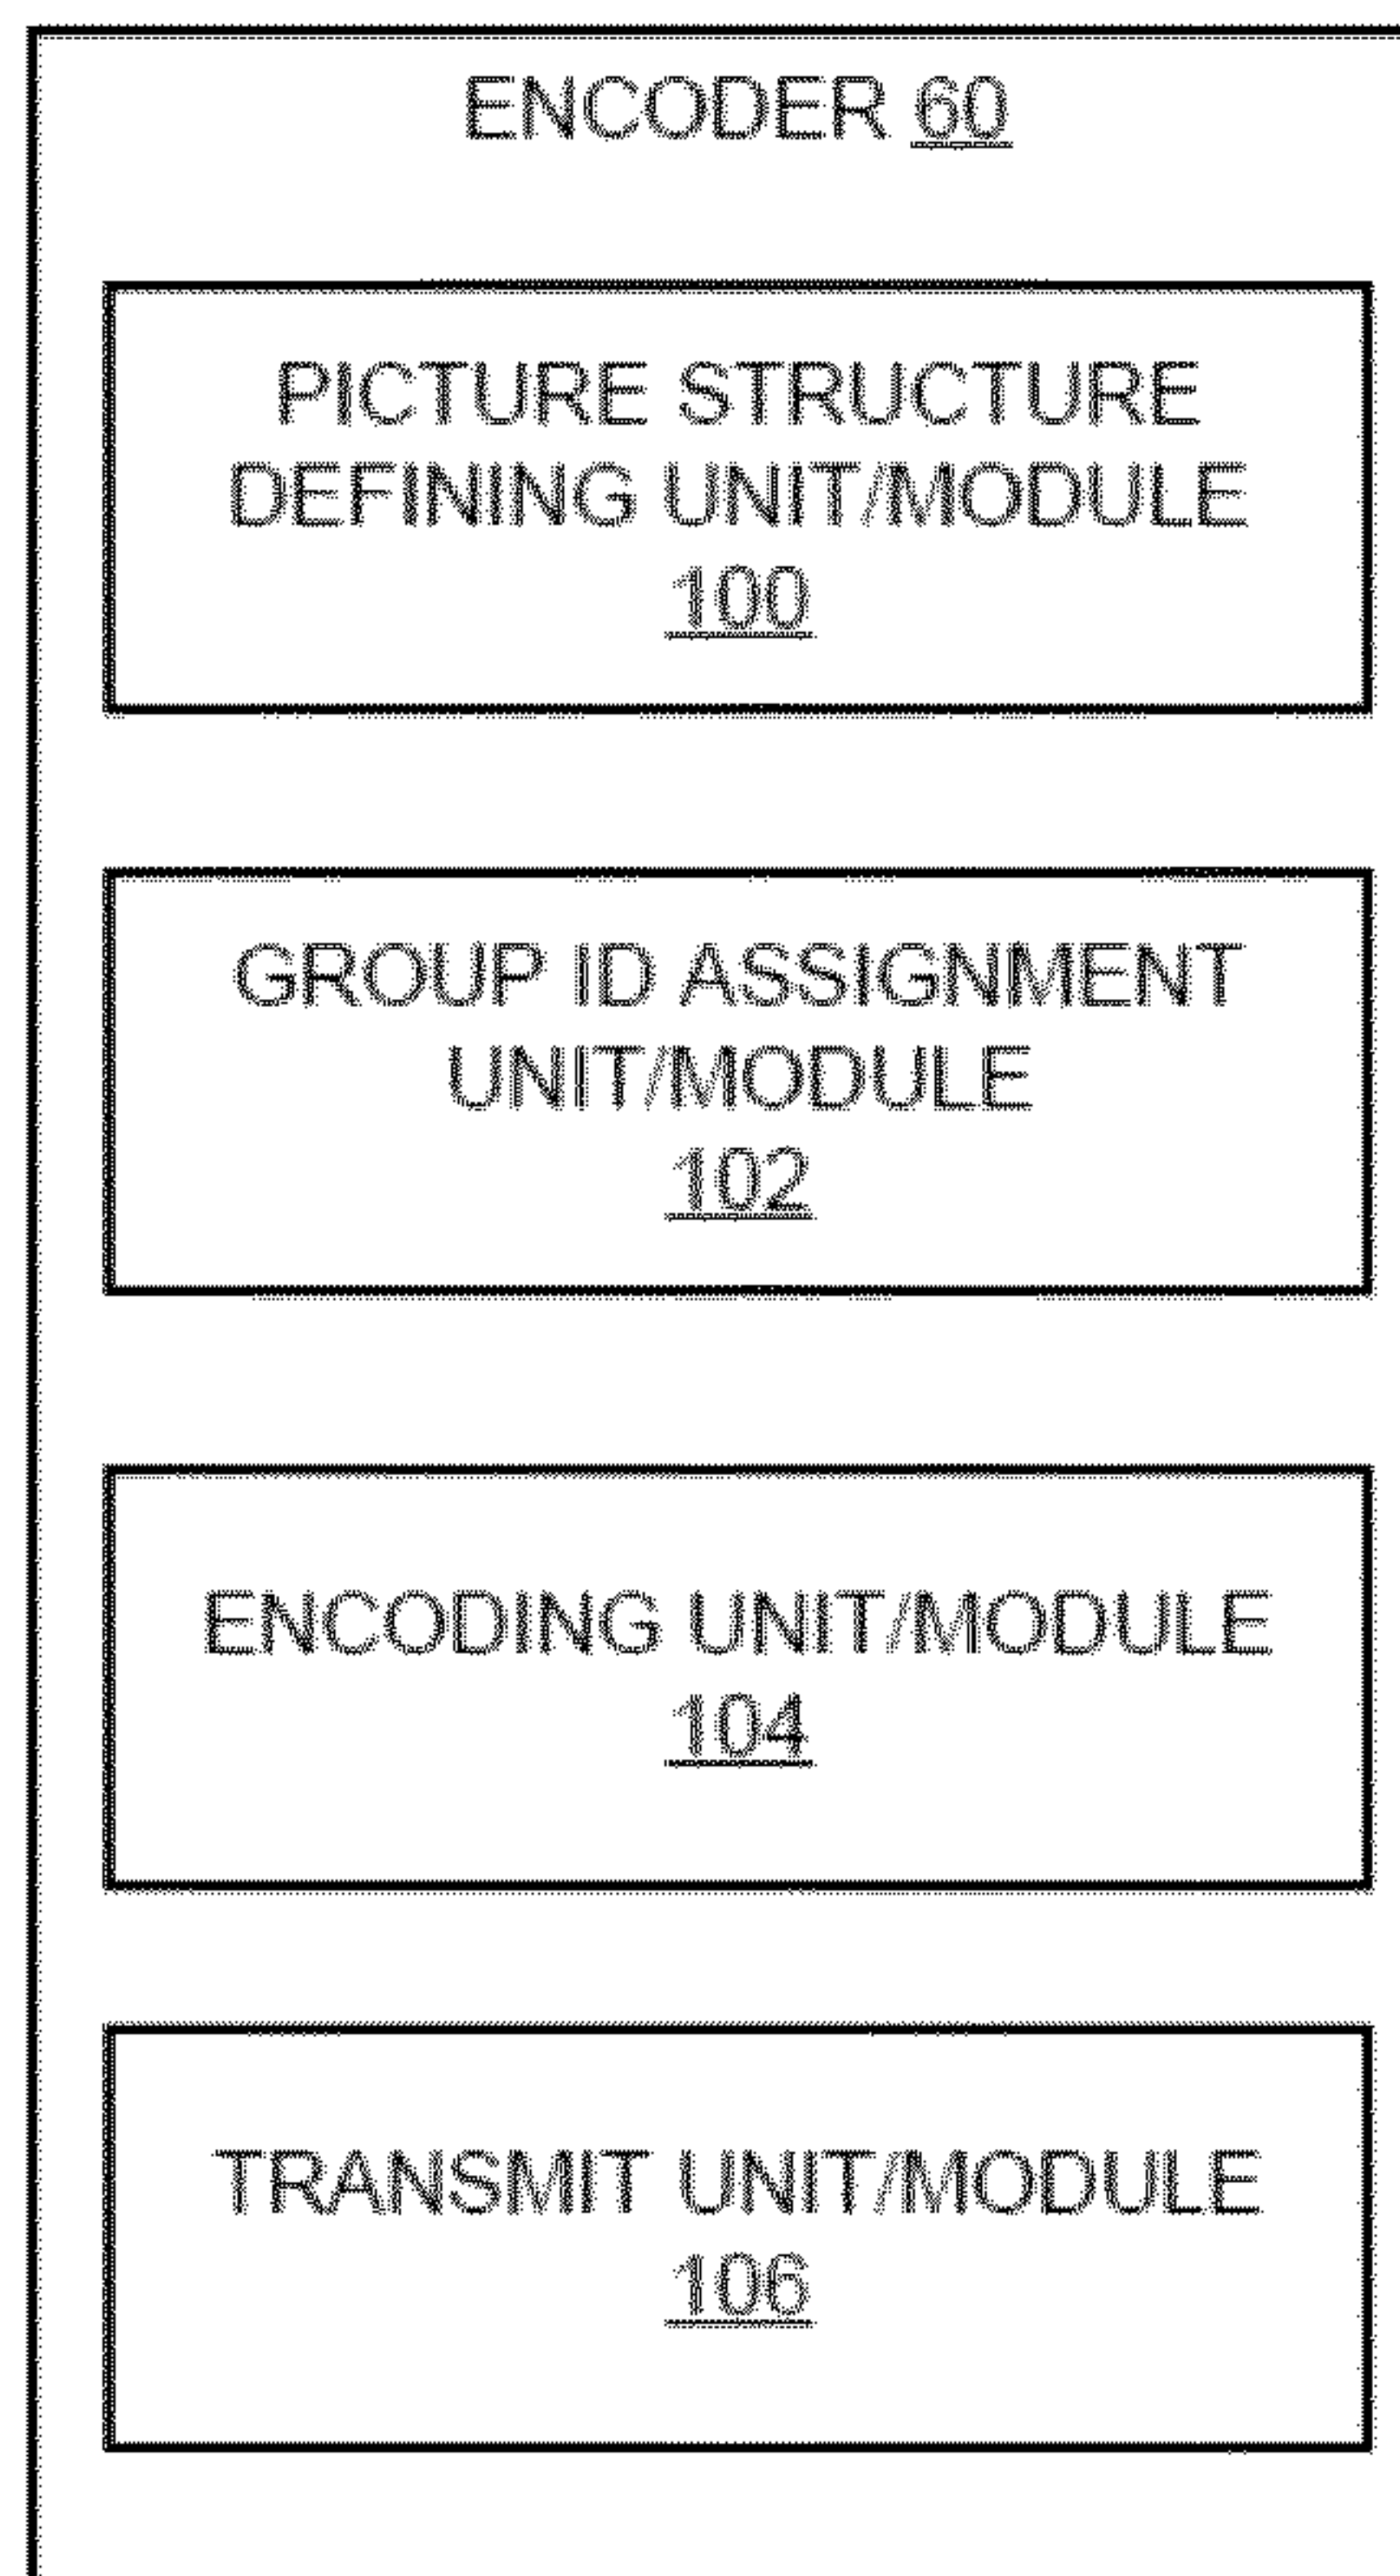 ENCODER 60
PICTURE STRUCTURE
DEFINING UNIT/MODULE
100
GROUP ID ASSIGNMENT
UNIT/MODULE
102
ENCODING UNIT/MODULE
104
TRANSMIT UNIT/MODULE
106